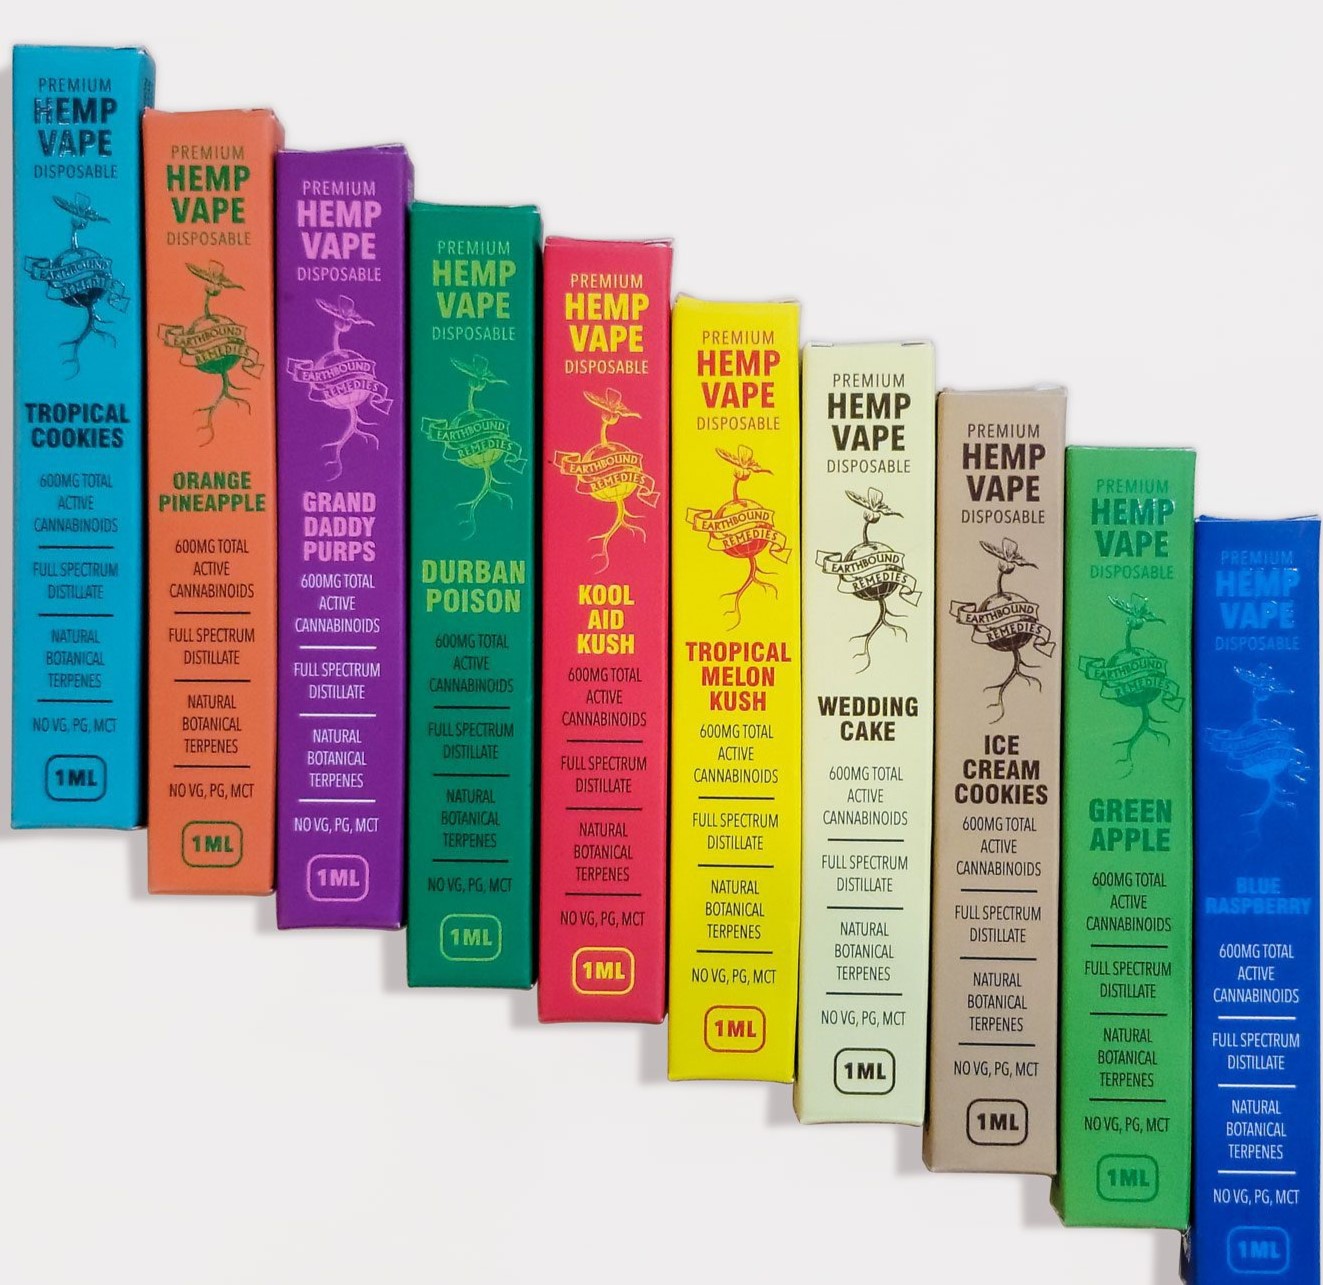 PREMIUM
HEMP
VAPE
DISPOSABLE
EARTHBOUND
REMEDIES
TROPICAL
COOKIES
600MG TOTAL
ACTIVE
CANNABINOIDS
FULL SPECTRUM
DISTILLATE
NATURAL
BOTANICAL
TERPENES
NO VG, PG, MCT
1ML
PREMIUM
HEMP
VAPE
DISPOSABLE
EARTHBOUND
REMEDIES
ORANGE
PINEAPPLE
600MG TOTAL
ACTIVE
CANNABINOIDS
FULL SPECTRUM
DISTILLATE
NATURAL
BOTANICAL
TERPENES
NO VG, PG, MCT
1ML
PREMIUM
HEMP
VAPE
DISPOSABLE
EARTHBOUND
REMEDIES
GRAND
DADDY
PURPS
600MG TOTAL
ACTIVE
CANNABINOIDS
FULL SPECTRUM
DISTILLATE
NATURAL
BOTANICAL
TERPENES
NO VG, PG, MCT
1ML
PREMIUM
HEMP
VAPE
DISPOSABLE
EARTHBOUND
REMEDIES
DURBAN
POISON
600MG TOTAL
ACTIVE
CANNABINOIDS
FULL SPECTRUM
DISTILLATE
NATURAL
BOTANICAL
TERPENES
NO VG, PG, MCT
1ML
PREMIUM
HEMP
VAPE
DISPOSABLE
EARTHBOUND
REMEDIES
KOOL
AID
KUSH
600MG TOTAL
ACTIVE
CANNABINOIDS
FULL SPECTRUM
DISTILLATE
NATURAL
BOTANICAL
TERPENES
NO VG, PG, MCT
1ML
PREMIUM
HEMP
VAPE
DISPOSABLE
EARTHBOUND
REMEDIES
TROPICAL
MELON
KUSH
600MG TOTAL
ACTIVE
CANNABINOIDS
FULL SPECTRUM
DISTILLATE
NATURAL
BOTANICAL
TERPENES
NO VG, PG, MCT
1ML
PREMIUM
HEMP
VAPE
DISPOSABLE
EARTHBOUND
REMEDIES
WEDDING
CAKE
600MG TOTAL
ACTIVE
CANNABINOIDS
FULL SPECTRUM
DISTILLATE
NATURAL
BOTANICAL
TERPENES
NO VG, PG, MCT
1ML
PREMIUM
HEMP
VAPE
DISPOSABLE
EARTHBOUND
REMEDIES
ICE
CREAM
COOKIES
600MG TOTAL
ACTIVE
CANNABINOIDS
FULL SPECTRUM
DISTILLATE
NATURAL
BOTANICAL
TERPENES
NO VG, PG, MCT
1ML
PREMIUM
HEMP
VAPE
DISPOSABLE
EARTHBOUND
REMEDIES
GREEN
APPLE
600MG TOTAL
ACTIVE
CANNABINOIDS
FULL SPECTRUM
DISTILLATE
NATURAL
BOTANICAL
TERPENES
NO VG, PG, MCT
1ML
PREMIUM
HEMP
VAPE
DISPOSABLE
BLUE
RASPBERRY
600MG TOTAL
ACTIVE
CANNABINOIDS
FULL SPECTRUM
DISTILLATE
NATURAL
BOTANICAL
TERPENES
NO VG, PG, MCT
1ML